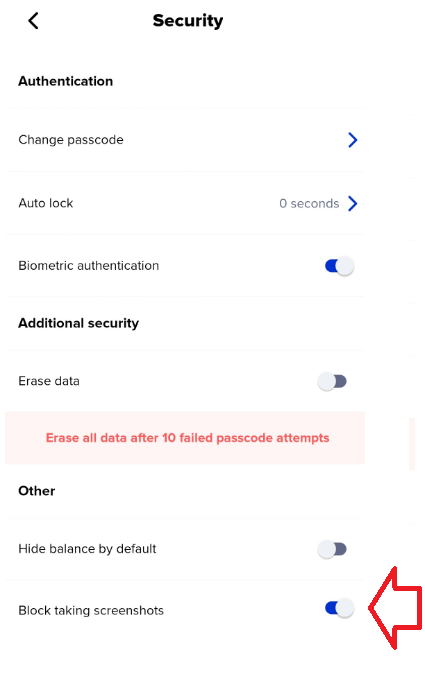 Security
Authentication
Change passcode
Auto lock
0 seconds
Biometric authentication
Additional security
Erase data
Erase all data after 10 failed passcode attempts
Other
Hide balance by default
Block taking screenshots